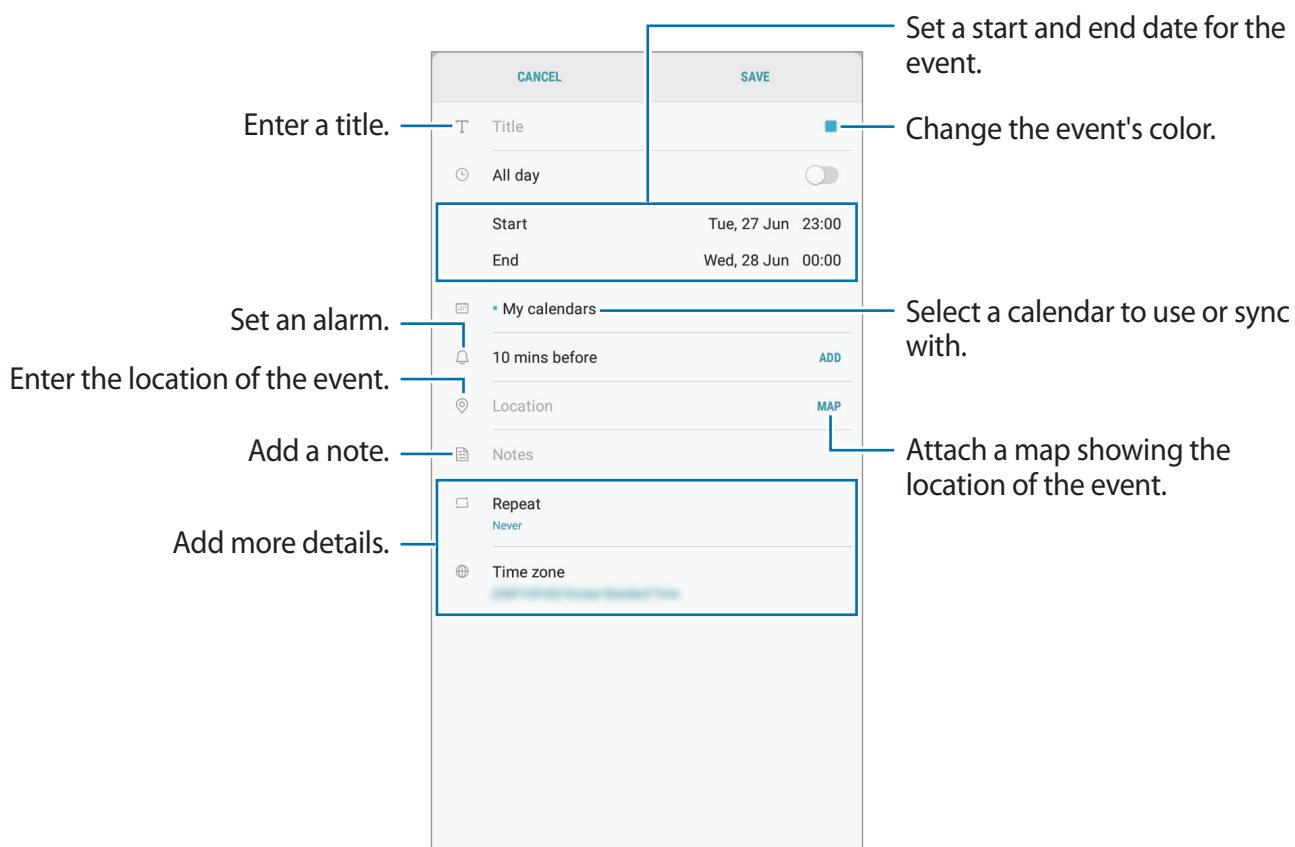 Set a start and end date for the
event.
CANCEL SAVE
Enter a title.
Title
Change the event's color.
All day
Start Tue, 27 Jun 23:00
End Wed, 28 Jun 00:00
My calendars
Select a calendar to use or sync
with.
Set an alarm.
10 mins before ADD
Enter the location of the event.
Location MAP
Attach a map showing the
location of the event.
Add a note.
Notes
Add more details.
Repeat
Never
Time zone